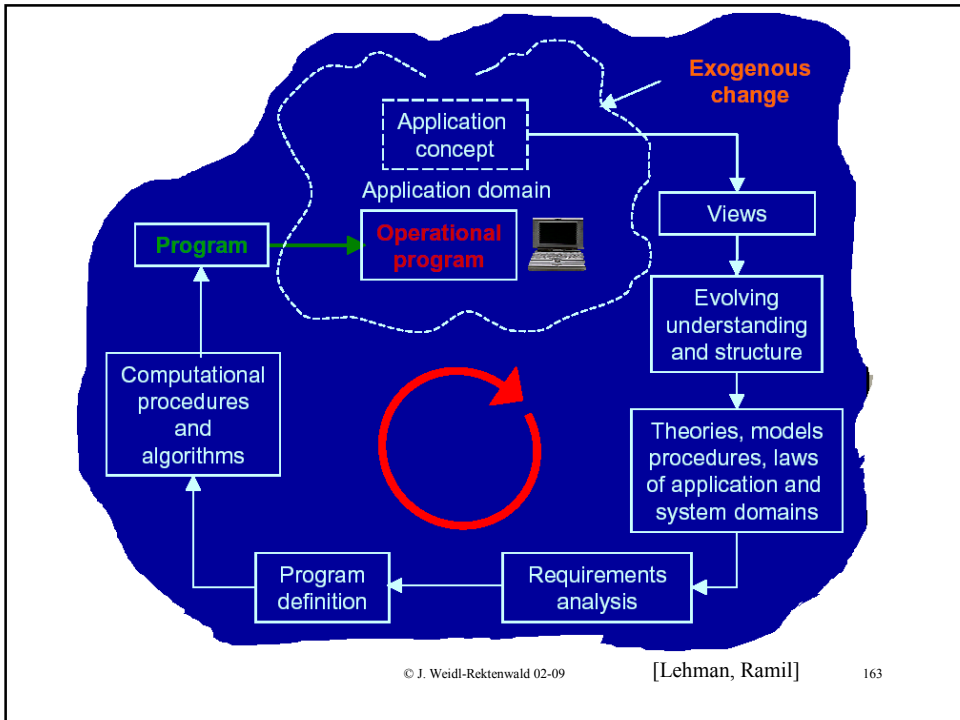 Exogenous
change
Application
concept
Application domain
Operational
program
Program
Views
Evolving
understanding
and structure
Theories, models
procedures, laws
of application and
system domains
Requirements
analysis
Program
definition
Computational
procedures
and
algorithms
© J. Weidl-Rektenwald 02-09
[Lehman, Ramil]
163